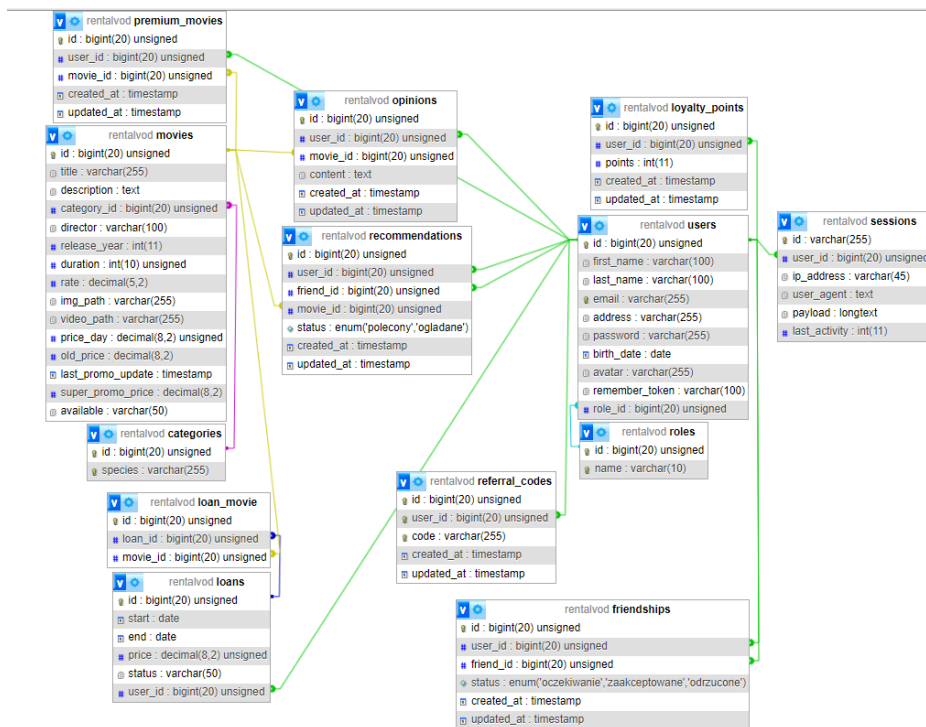 rentalvod premium_movies
id : bigint(20) unsigned
user_id : bigint(20) unsigned
movie_id : bigint(20) unsigned
created_at : timestamp
updated_at : timestamp
rentalvod movies
id : bigint(20) unsigned
title : varchar(255)
description : text
category_id : bigint(20) unsigned
director : varchar(100)
release_year : int(11)
duration : int(10) unsigned
rate : decimal(5,2)
img_path : varchar(255)
video_path : varchar(255)
price_day : decimal(8,2) unsigned
old_price : decimal(8,2)
last_promo_update : timestamp
super_promo_price : decimal(8,2)
available : varchar(50)
rentalvod categories
id : bigint(20) unsigned
species : varchar(255)
rentalvod loan_movie
id : bigint(20) unsigned
loan_id : bigint(20) unsigned
movie_id : bigint(20) unsigned
rentalvod loans
id : bigint(20) unsigned
start : date
end : date
price : decimal(8,2) unsigned
status : varchar(50)
user_id : bigint(20) unsigned
rentalvod opinions
id : bigint(20) unsigned
user_id : bigint(20) unsigned
movie_id : bigint(20) unsigned
content : text
created_at : timestamp
updated_at : timestamp
rentalvod recommendations
id : bigint(20) unsigned
user_id : bigint(20) unsigned
friend_id : bigint(20) unsigned
movie_id : bigint(20) unsigned
status : enum('polecony','ogladane')
created_at : timestamp
updated_at : timestamp
rentalvod referral_codes
id : bigint(20) unsigned
user_id : bigint(20) unsigned
code : varchar(255)
created_at : timestamp
updated_at : timestamp
rentalvod loyalty_points
id : bigint(20) unsigned
user_id : bigint(20) unsigned
points : int(11)
created_at : timestamp
updated_at : timestamp
rentalvod users
id : bigint(20) unsigned
first_name : varchar(100)
last_name : varchar(100)
email : varchar(255)
address : varchar(255)
password : varchar(255)
birth_date : date
avatar : varchar(255)
remember_token : varchar(100)
role_id : bigint(20) unsigned
rentalvod roles
id : bigint(20) unsigned
name : varchar(10)
rentalvod friendships
id : bigint(20) unsigned
user_id : bigint(20) unsigned
friend_id : bigint(20) unsigned
status : enum('oczekiwanie','zaakceptowane','odrzucone')
created_at : timestamp
updated_at : timestamp
rentalvod sessions
id : varchar(255)
user_id : bigint(20) unsigned
ip_address : varchar(45)
user_agent : text
payload : longtext
last_activity : int(11)